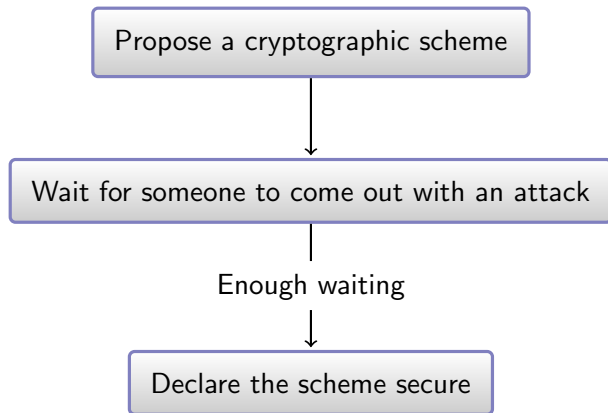 Propose a cryptographic scheme
Wait for someone to come out with an attack
Enough waiting
Declare the scheme secure